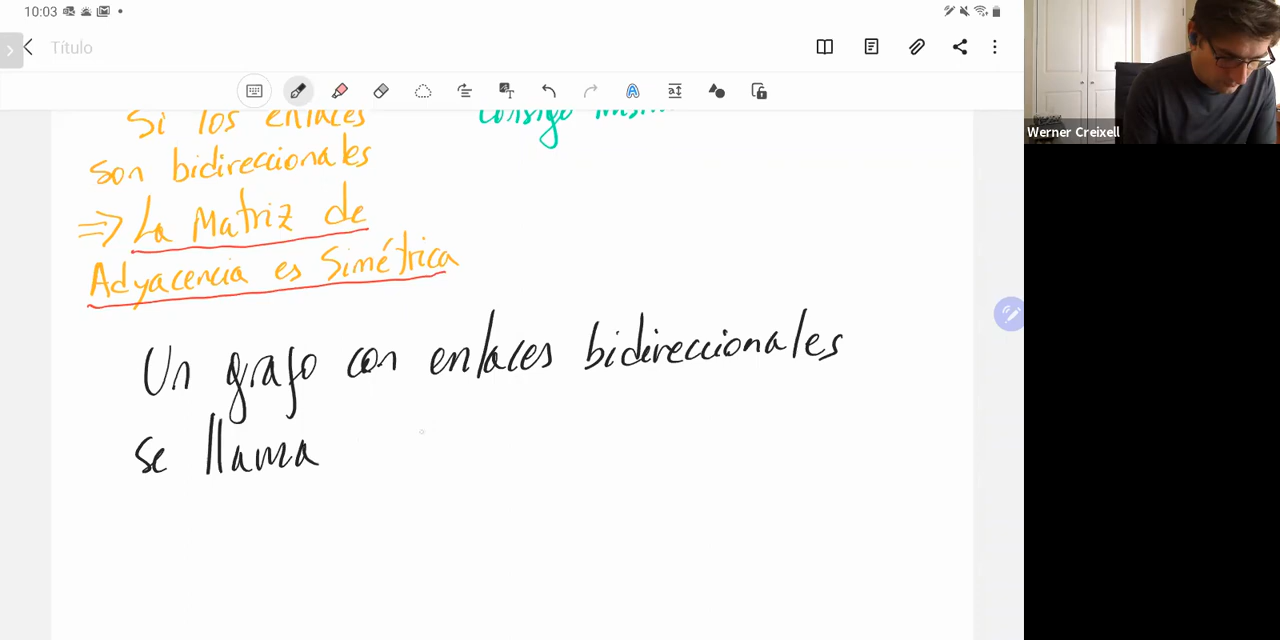 10:03
Título
Si los enlaces
son bidireccionales
⇒ La Matriz de
Adyacencia es Simétrica
consigo
Un grafo con enlaces bidireccionales
se llama
Werner Creixell